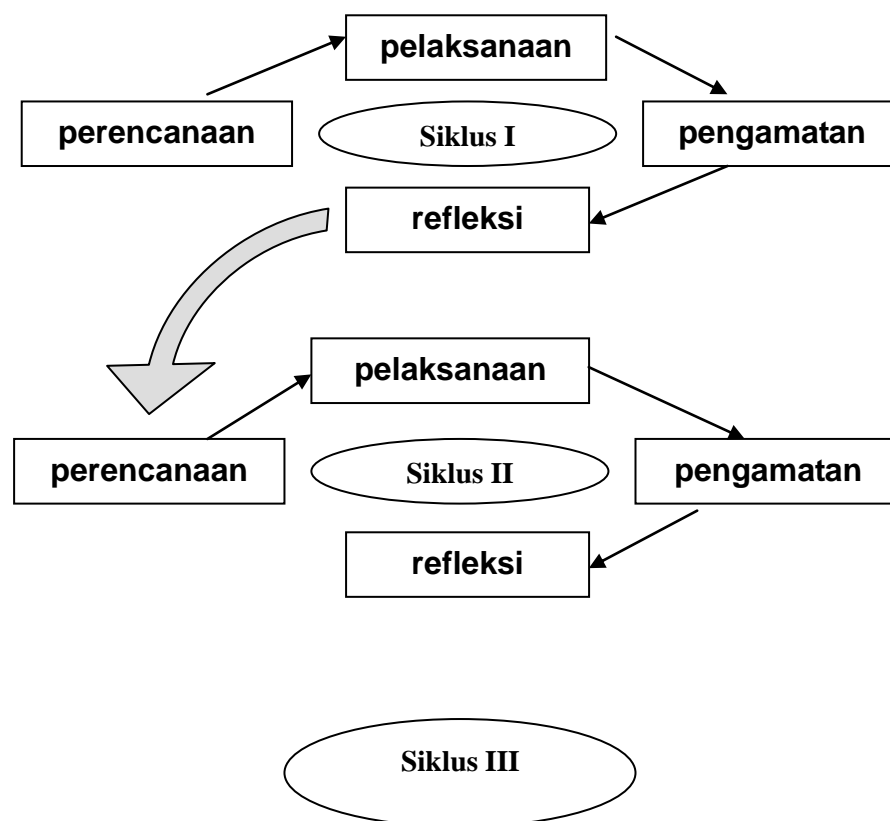 pelaksanaan
perencanaan
Siklus I
pengamatan
refleksi
pelaksanaan
perencanaan
Siklus II
pengamatan
refleksi
Siklus III